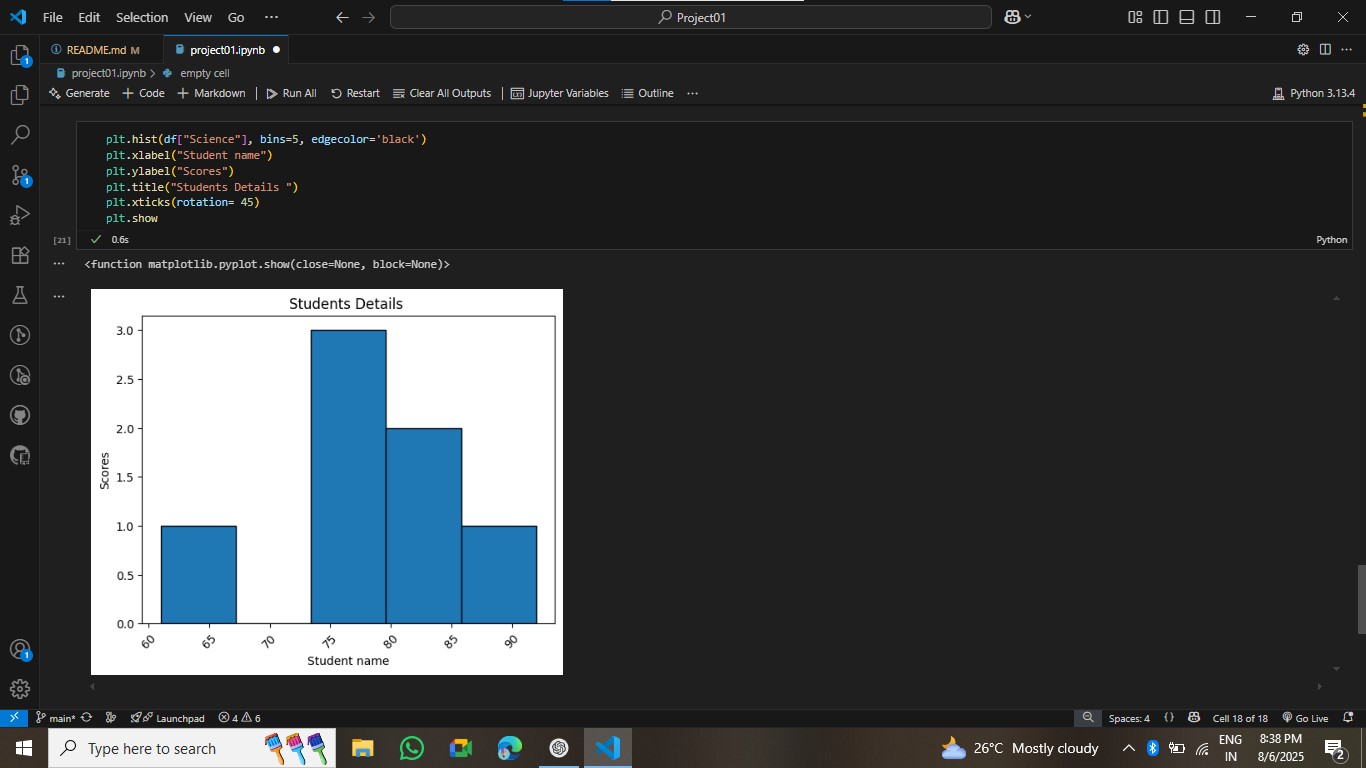 File Edit Selection View Go ··· Project01
README.md M project01.ipynb
project01.ipynb > empty cell
Generate + Code + Markdown Run All Restart Clear All Outputs Jupyter Variables Outline ··· Python 3.13.4
plt.hist(df["Science"], bins=5, edgecolor='black')
plt.xlabel("Student name")
plt.ylabel("Scores")
plt.title("Students Details ")
plt.xticks(rotation= 45)
plt.show
[21] 0.6s Python
<function matplotlib.pyplot.show(close=None, block=None)>
Students Details
3.0
2.5
2.0
1.5
1.0
0.5
0.0
Scores
60 65 70 75 80 85 90
Student name
1
1
1
main* Launchpad 4 6 Spaces: 4 {} Cell 18 of 18 Go Live
Type here to search 26°C Mostly cloudy ENG IN 8:38 PM 8/6/2025 2